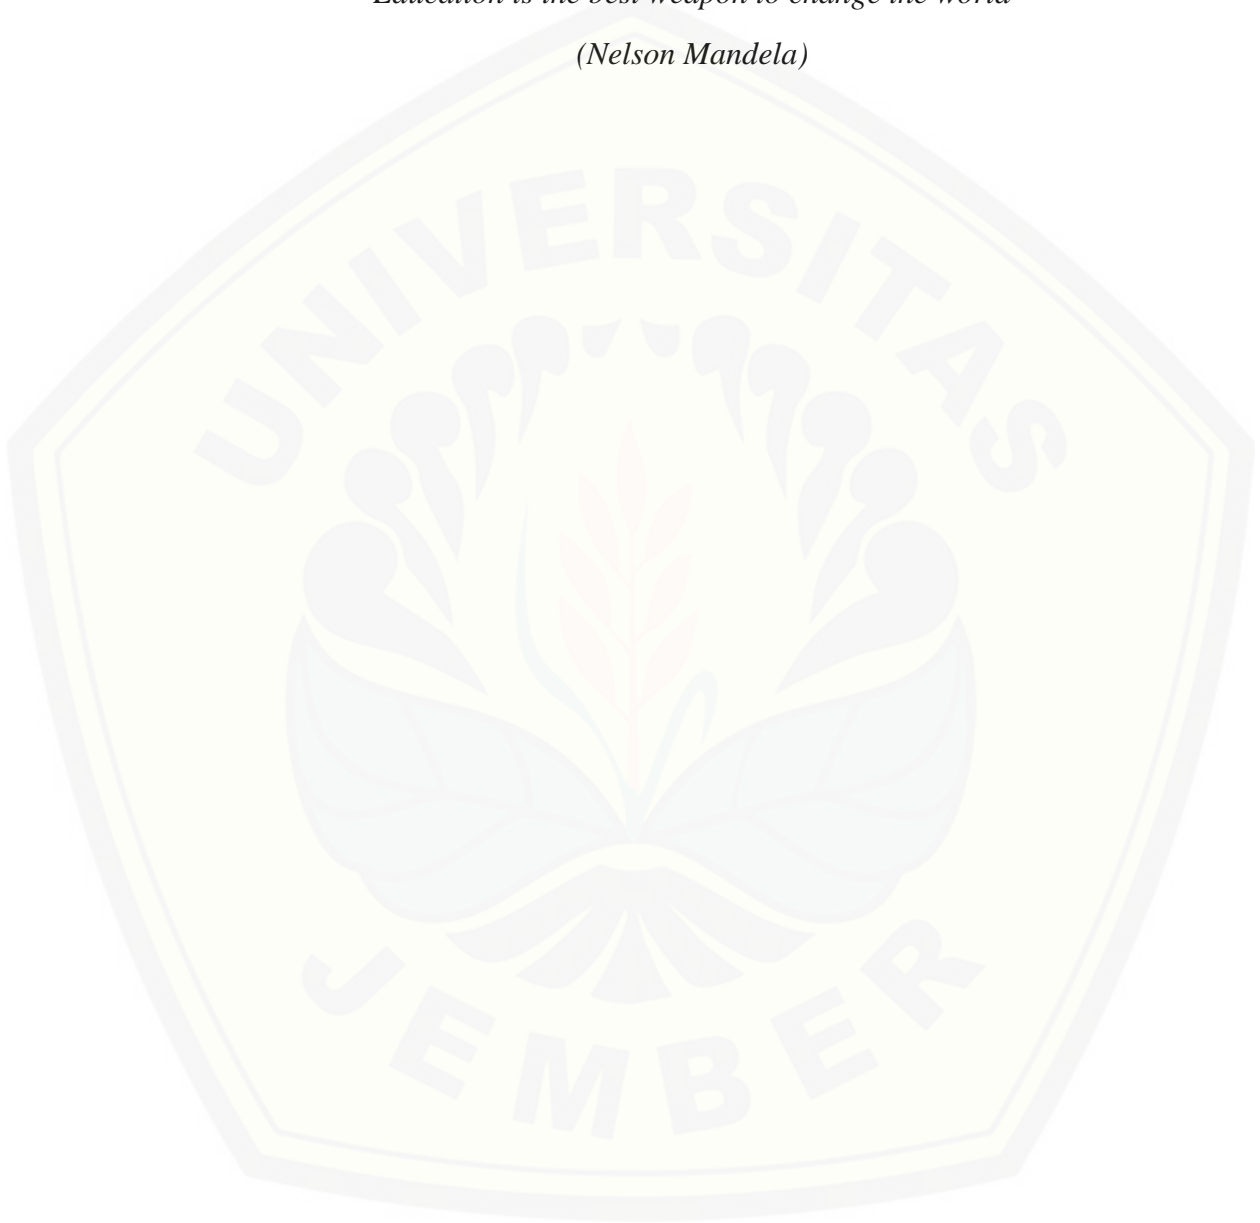 Education is the best weapon to change the world
(Nelson Mandela)
UNIVERSITAS
JEMBER